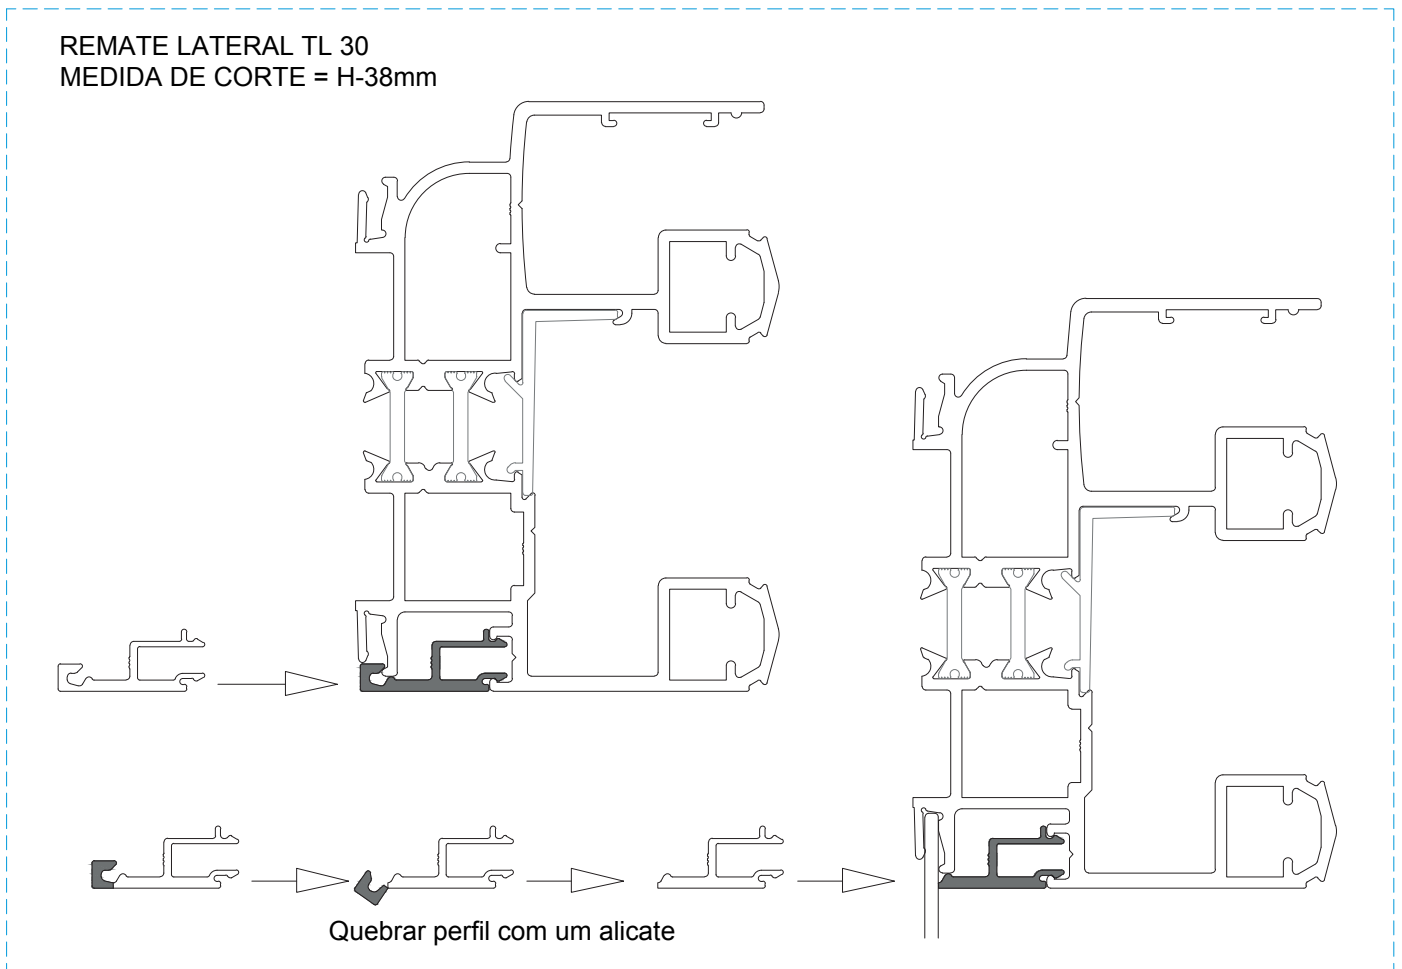 REMATE LATERAL TL 30
MEDIDA DE CORTE = H-38mm
Quebrar perfil com um alicate